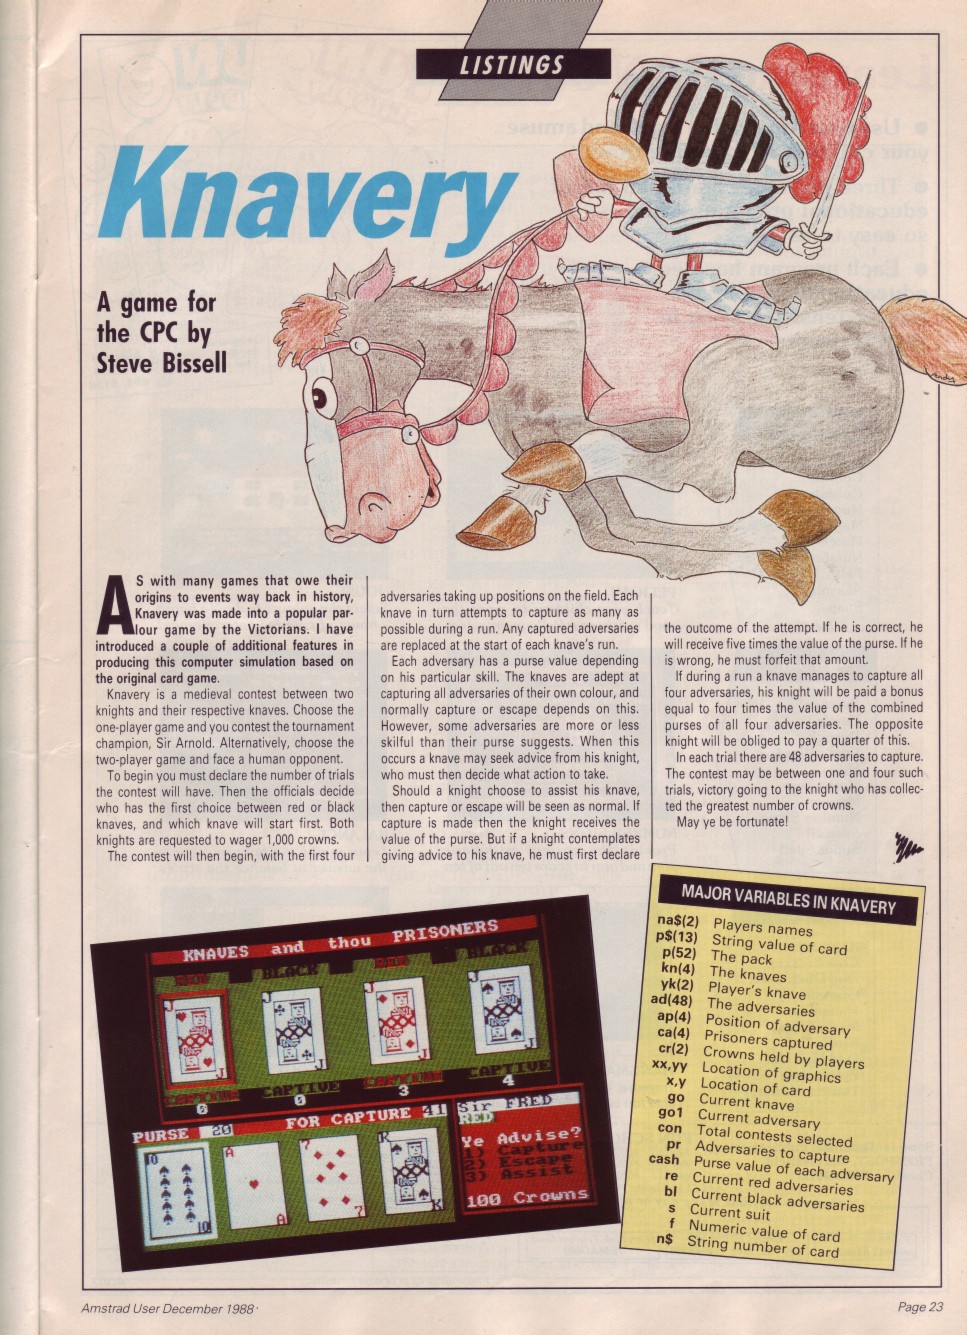 LISTINGS
Knavery
A game for
the CPC by
Steve Bissell
AS with many games that owe their
origins to events way back in history,
Knavery was made into a popular par-
lour game by the Victorians. I have
introduced a couple of additional features in
producing this computer simulation based on
the original card game.
Knavery is a medieval contest between two
knights and their respective knaves. Choose the
one-player game and you contest the tournament
champion, Sir Arnold. Alternatively, choose the
two-player game and face a human opponent.
To begin you must declare the number of trials
the contest will have. Then the officials decide
who has the first choice between red or black
knaves, and which knave will start first. Both
knights are requested to wager 1,000 crowns.
The contest will then begin, with the first four
adversaries taking up positions on the field. Each
knave in turn attempts to capture as many as
possible during a run. Any captured adversaries
are replaced at the start of each knave's run.
Each adversary has a purse value depending
on his particular skill. The knaves are adept at
capturing all adversaries of their own colour, and
normally capture or escape depends on this.
However, some adversaries are more or less
skilful than their purse suggests. When this
occurs a knave may seek advice from his knight,
who must then decide what action to take.
Should a knight choose to assist his knave,
then capture or escape will be seen as normal. If
capture is made then the knight receives the
value of the purse. But if a knight contemplates
giving advice to his knave, he must first declare
the outcome of the attempt. If he is correct, he
will receive five times the value of the purse. If he
is wrong, he must forfeit that amount.
If during a run a knave manages to capture all
four adversaries, his knight will be paid a bonus
equal to four times the value of the combined
purses of all four adversaries. The opposite
knight will be obliged to pay a quarter of this.
In each trial there are 48 adversaries to capture.
The contest may be between one and four such
trials, victory going to the knight who has collec-
ted the greatest number of crowns.
May ye be fortunate!
KNAVES and thou PRISONERS
RED BLACK RED BLACK
J J J J
J J J J
CAPTIVE CAPTIVE CAPTIVE CAPTIVE
0 0 3 4
PURSE 20 FOR CAPTURE 41
10 A 7 K
10 A 7 K
Sir FRED
RED
Ye Advise?
1) Capture
2) Escape
3) Assist
100 Crowns
MAJOR VARIABLES IN KNAVERY
na$(2) Players names
p$(13) String value of card
p(52) The pack
kn(4) The knaves
yk(2) Player's knave
ad(48) The adversaries
ap(4) Position of adversary
ca(4) Prisoners captured
cr(2) Crowns held by players
xx,yy Location of graphics
x,y Location of card
go Current knave
go1 Current adversary
con Total contests selected
pr Adversaries to capture
cash Purse value of each adversary
re Current red adversaries
bl Current black adversaries
s Current suit
f Numeric value of card
n$ String number of card
Amstrad User December 1988
Page 23